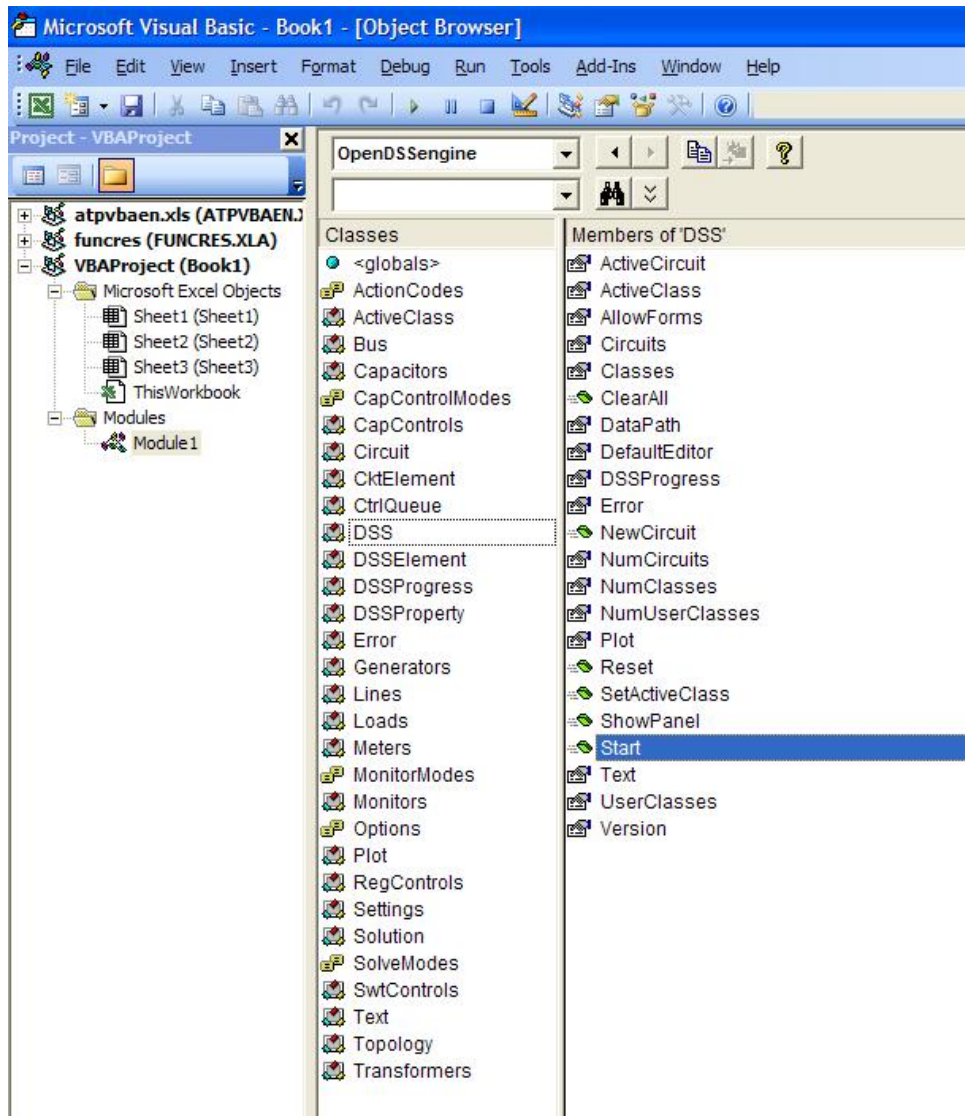 Microsoft Visual Basic - Book1 - [Object Browser]
File Edit View Insert Format Debug Run Tools Add-Ins Window Help
Project - VBAProject
atpvbaen.xls (ATPVBAEN.X
funcres (FUNCRES.XLA)
VBAProject (Book1)
Microsoft Excel Objects
Sheet1 (Sheet1)
Sheet2 (Sheet2)
Sheet3 (Sheet3)
ThisWorkbook
Modules
Module1
OpenDSSengine
Classes
<globals>
ActionCodes
ActiveClass
Bus
Capacitors
CapControlModes
CapControls
Circuit
CktElement
CtrlQueue
DSS
DSSElement
DSSProgress
DSSProperty
Error
Generators
Lines
Loads
Meters
MonitorModes
Monitors
Options
Plot
RegControls
Settings
Solution
SolveModes
SwtControls
Text
Topology
Transformers
Members of 'DSS'
ActiveCircuit
ActiveClass
AllowForms
Circuits
Classes
ClearAll
DataPath
DefaultEditor
DSSProgress
Error
NewCircuit
NumCircuits
NumClasses
NumUserClasses
Plot
Reset
SetActiveClass
ShowPanel
Start
Text
UserClasses
Version